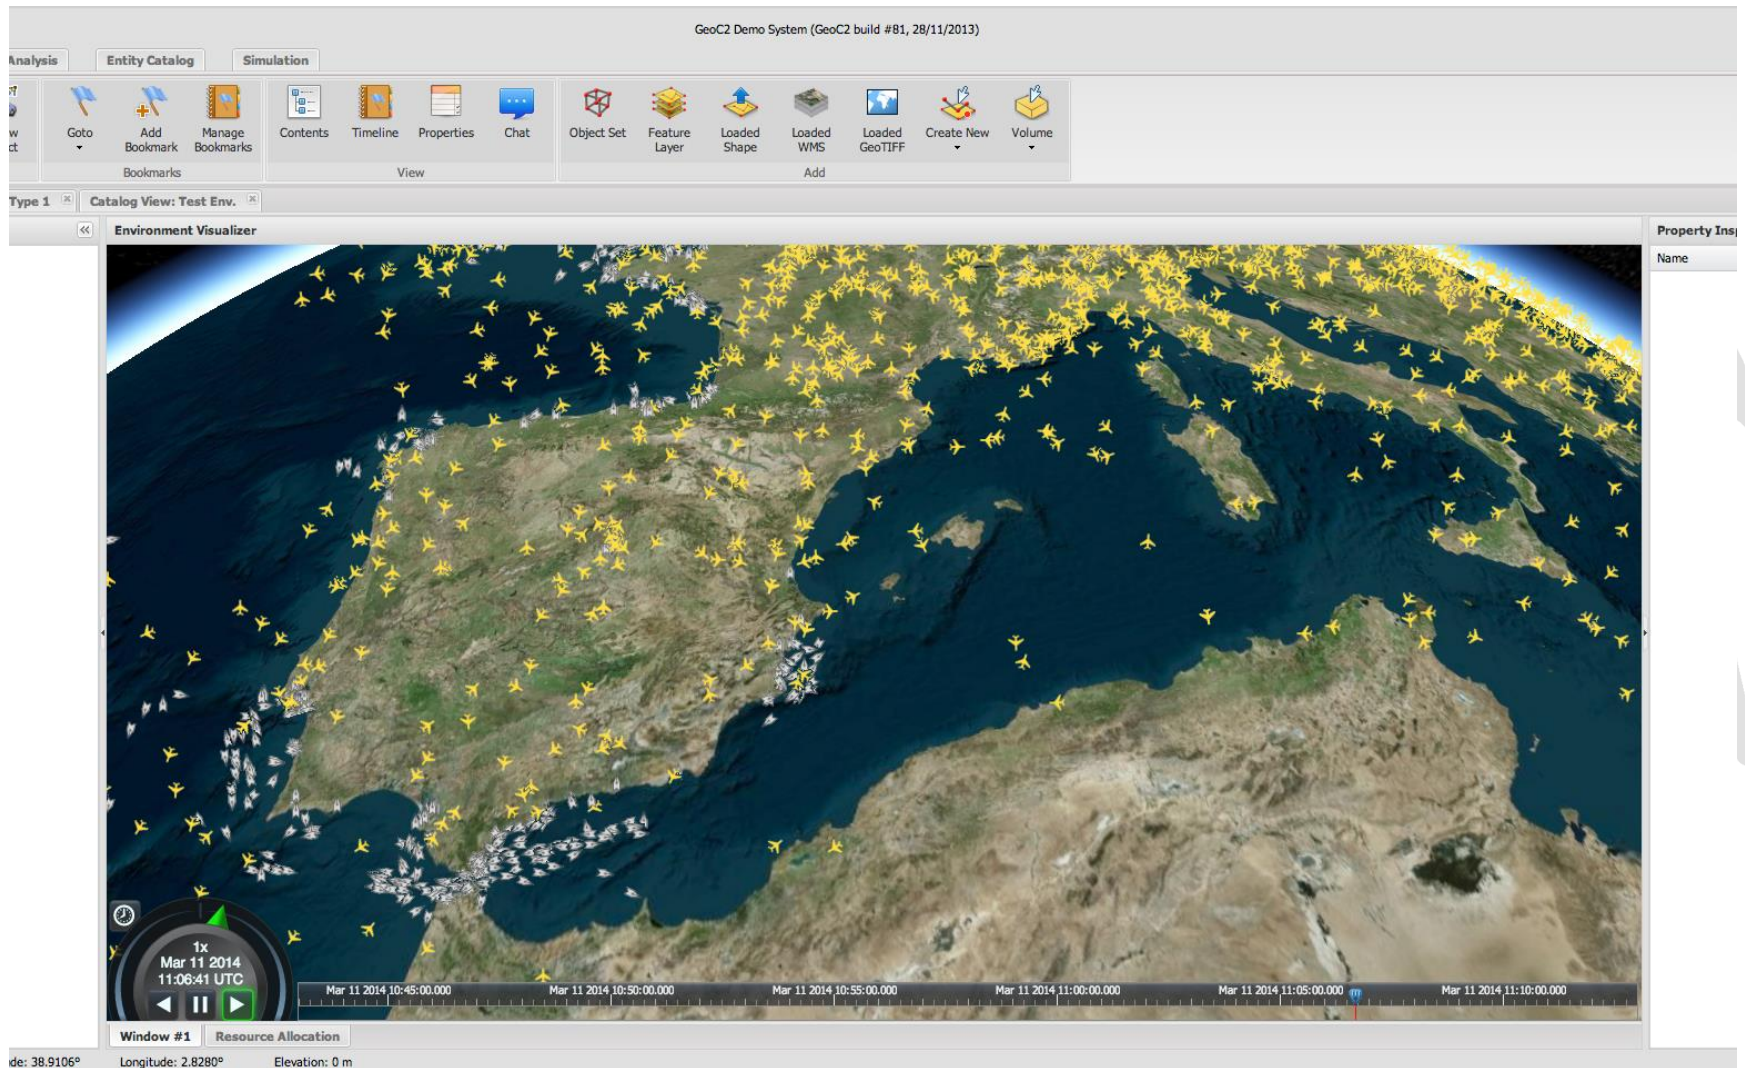 GeoC2 Demo System (GeoC2 build #81, 28/11/2013)
Analysis
Entity Catalog
Simulation
Goto
Add
Bookmark
Manage
Bookmarks
Bookmarks
Contents
Timeline
Properties
Chat
View
Object Set
Feature
Layer
Loaded
Shape
Loaded
WMS
Loaded
GeoTIFF
Create New
Volume
Add
Type 1
Catalog View: Test Env.
Environment Visualizer
Property Insp
Name
1x
Mar 11 2014
11:06:41 UTC
Mar 11 2014 10:45:00.000
Mar 11 2014 10:50:00.000
Mar 11 2014 10:55:00.000
Mar 11 2014 11:00:00.000
Mar 11 2014 11:05:00.000
Mar 11 2014 11:10:00.000
Window #1
Resource Allocation
de: 38.9106°
Longitude: 2.8280°
Elevation: 0 m